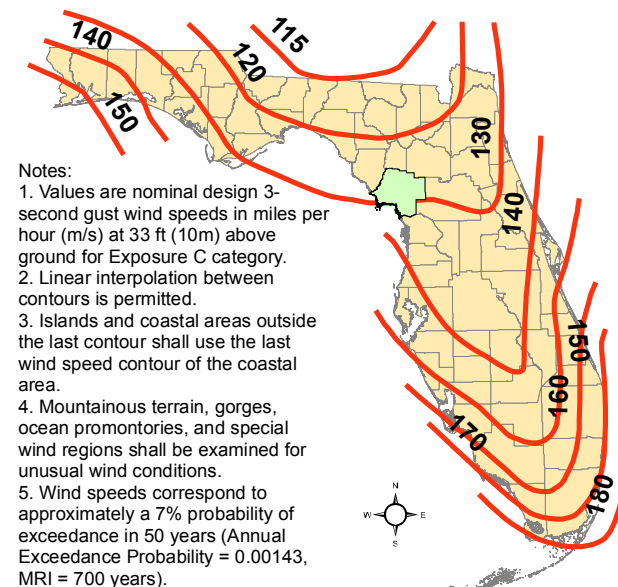 115
140
120
150
130
140
150
160
170
180
Notes:
1. Values are nominal design 3-
second gust wind speeds in miles per
hour (m/s) at 33 ft (10m) above
ground for Exposure C category.
2. Linear interpolation between
contours is permitted.
3. Islands and coastal areas outside
the last contour shall use the last
wind speed contour of the coastal
area.
4. Mountainous terrain, gorges,
ocean promontories, and special
wind regions shall be examined for
unusual wind conditions.
5. Wind speeds correspond to
approximately a 7% probability of
exceedance in 50 years (Annual
Exceedance Probability = 0.00143,
MRI = 700 years).
N
W E
S